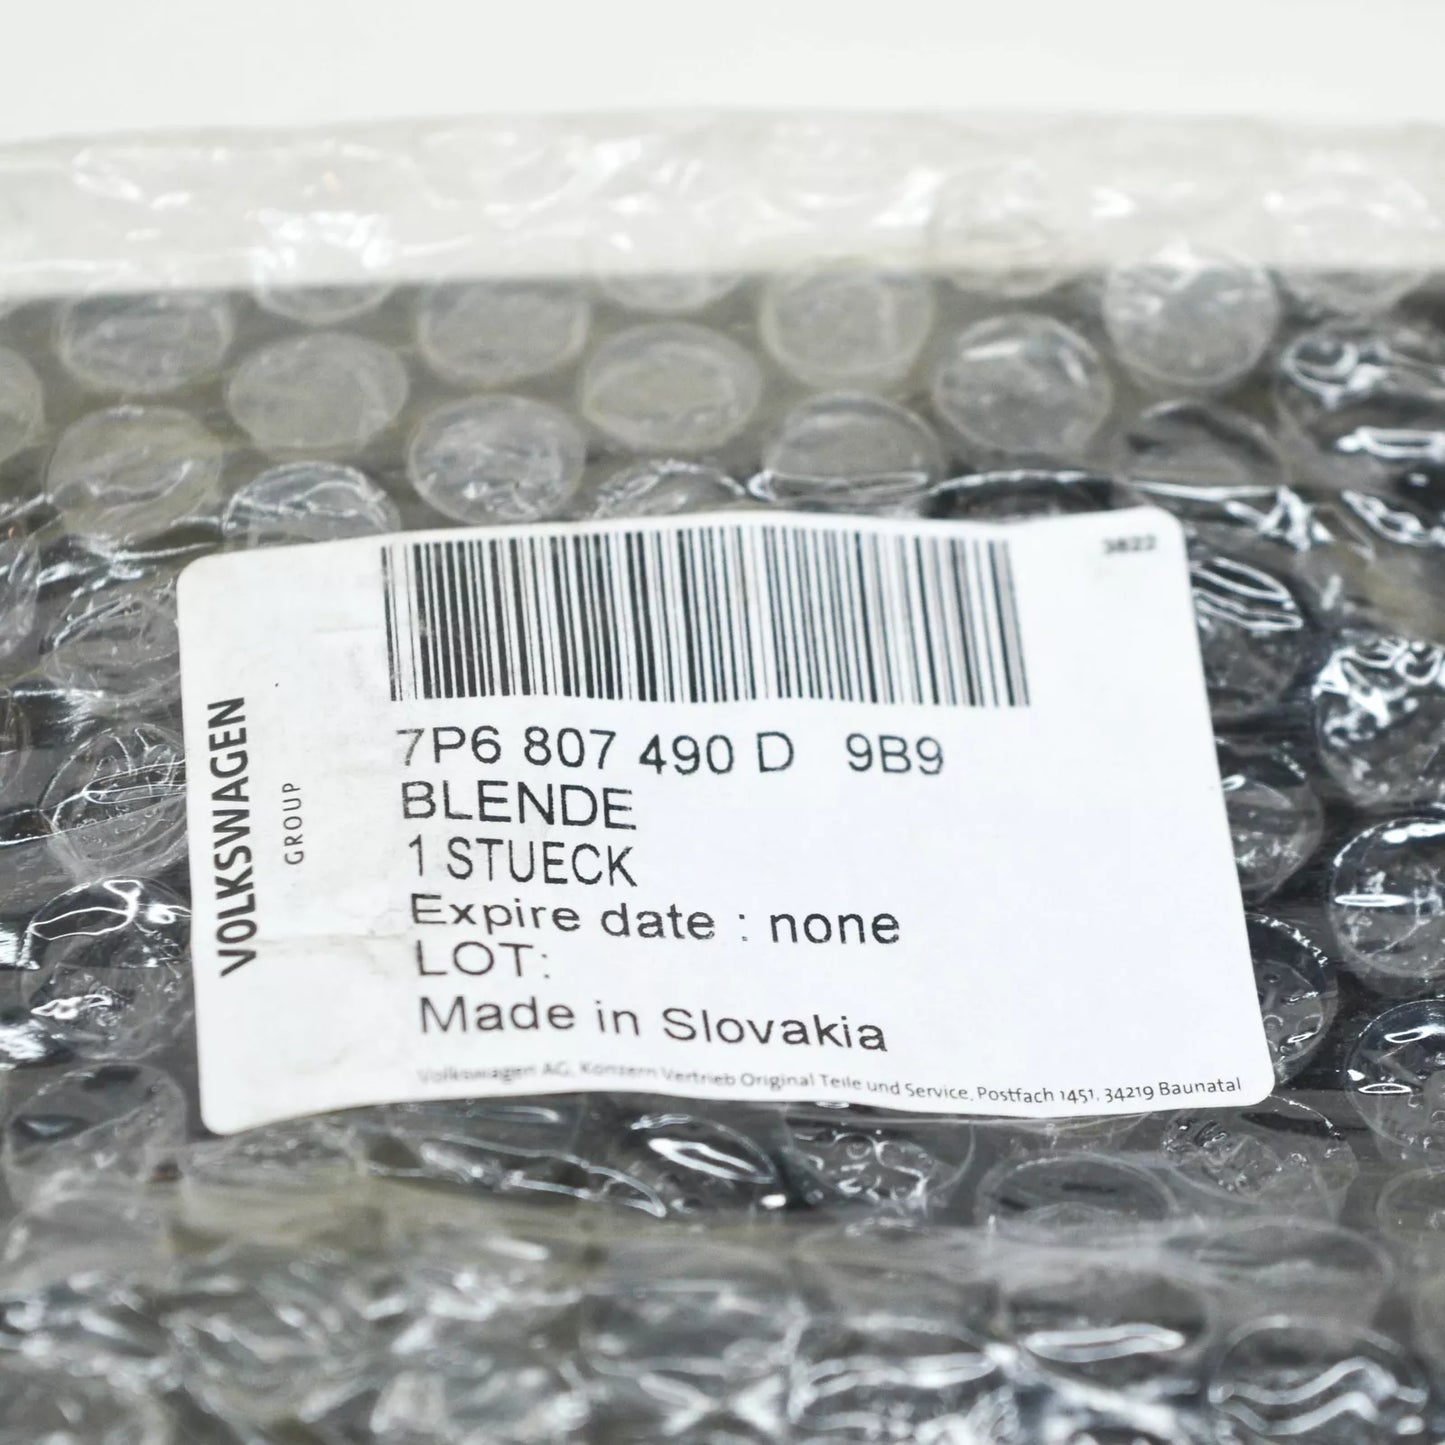 3822
7P6 807 490 D 9B9
BLENDE
1 STUECK
Expire date : none
LOT:
Made in Slovakia
Volkswagen AG, Konzern Vertrieb Original Teile und Service, Postfach 1451, 34219 Baunatal
VOLKSWAGEN
GROUP